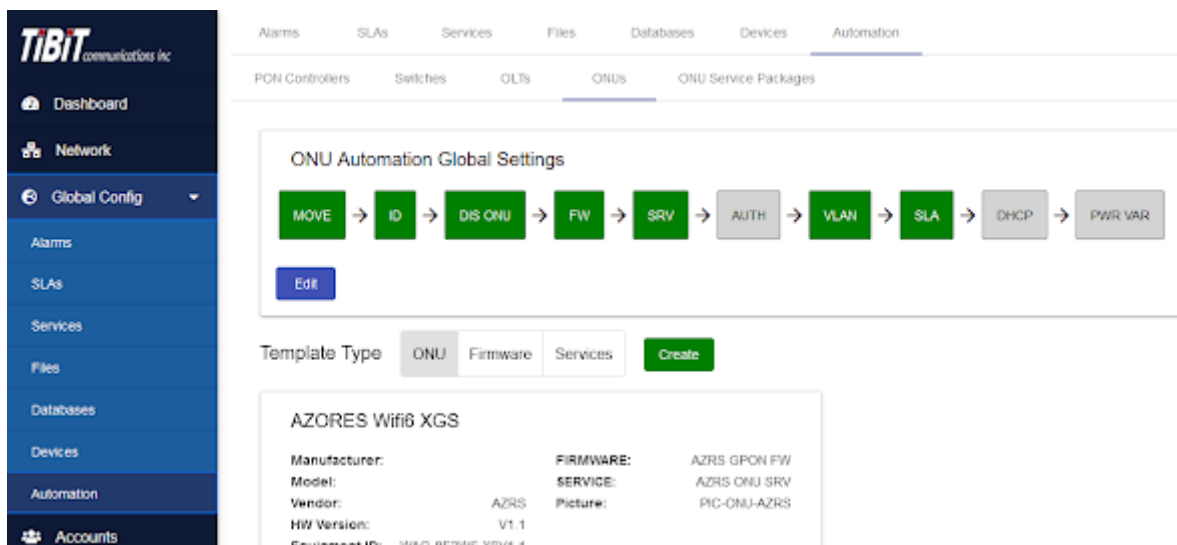 TiBiT communications inc
Dashboard
Network
Global Config
Alarms
SLAs
Services
Files
Databases
Devices
Automation
Accounts
Alarms SLAs Services Files Databases Devices Automation
PON Controllers Switches OLTs ONUs ONU Service Packages
ONU Automation Global Settings
MOVE → ID → DIS ONU → FW → SRV → AUTH → VLAN → SLA → DHCP → PWR VAR
Edit
Template Type ONU Firmware Services Create
AZORES Wifi6 XGS
Manufacturer: FIRMWARE: AZRS GPON FW
Model: SERVICE: AZRS ONU SRV
Vendor: AZRS Picture: PIC-ONU-AZRS
HW Version: V1.1
Equipment ID: